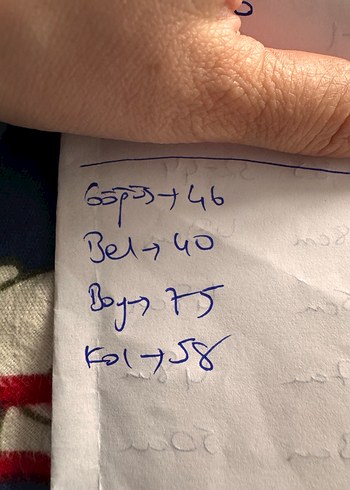 Göğüs→46
Bel→40
Boy→75
Kol→58